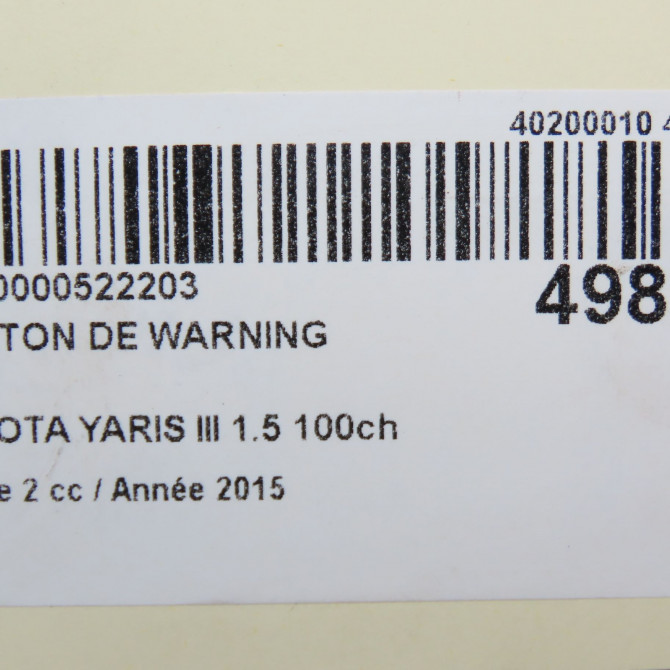 40200010 4
0000522203
498
TON DE WARNING
OTA YARIS III 1.5 100ch
e 2 cc / Année 2015